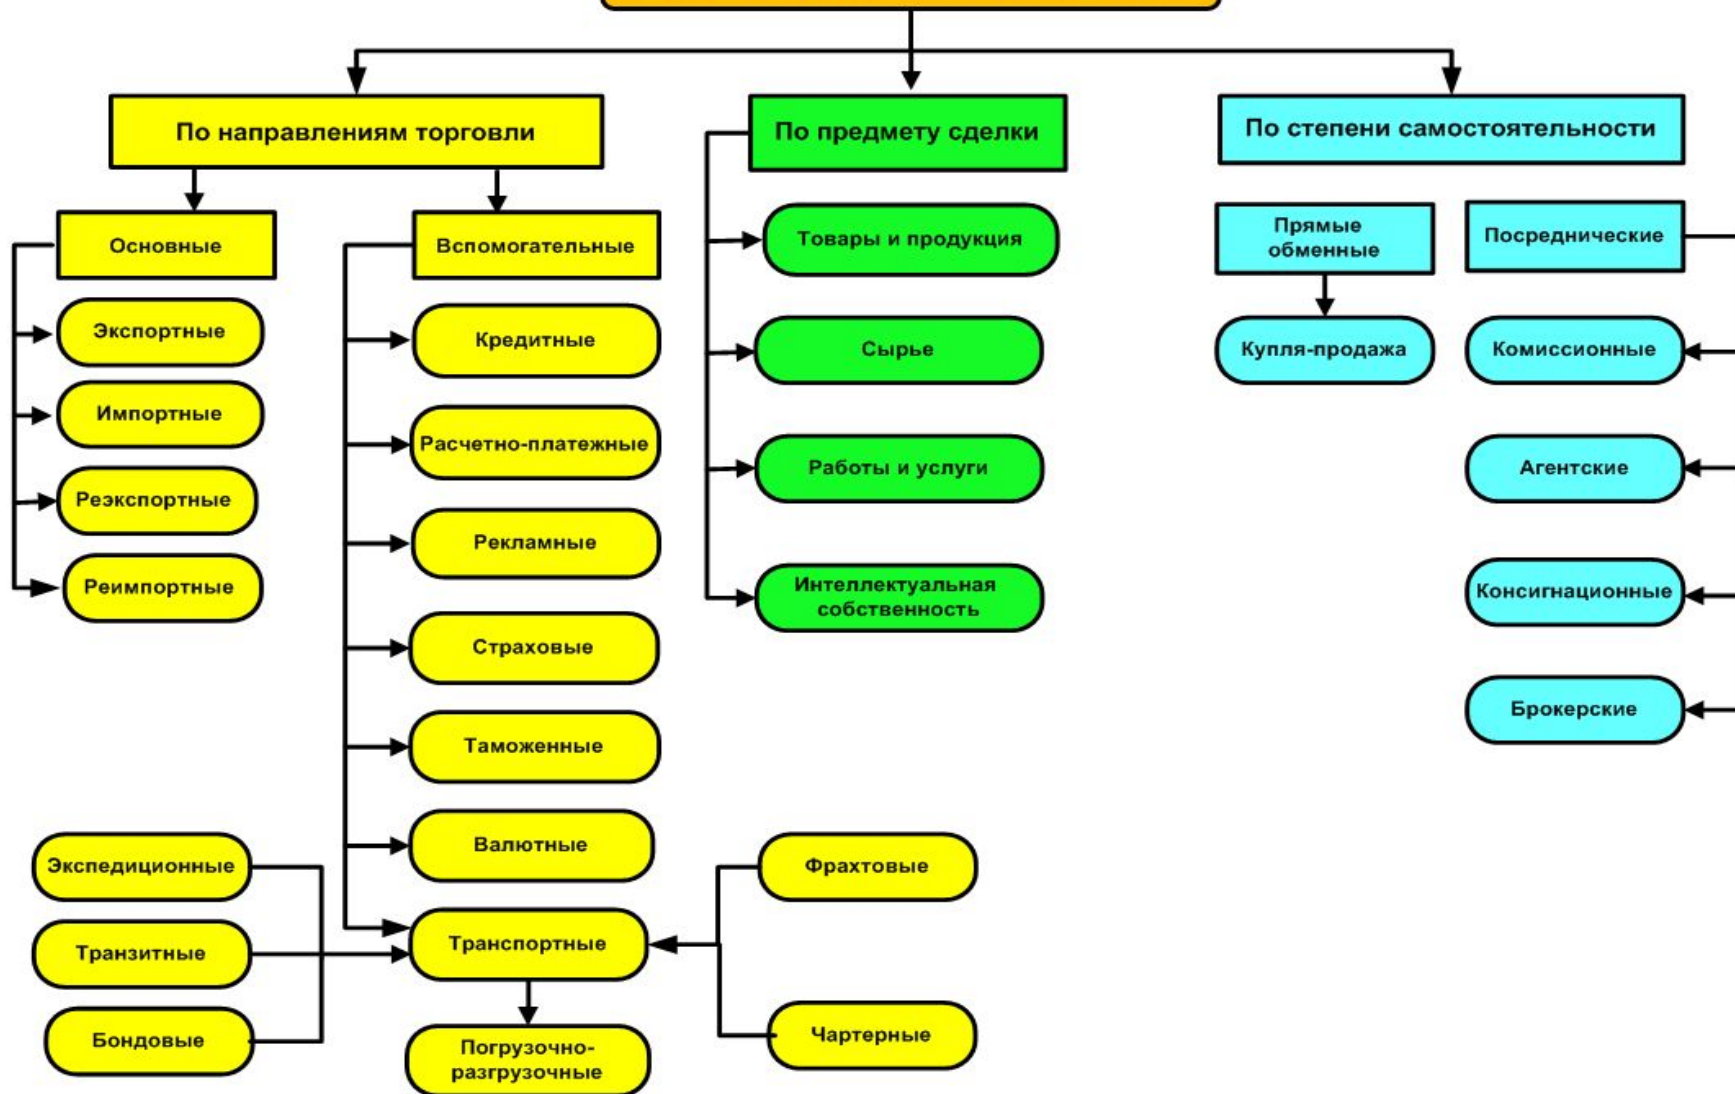 По направлениям торговли
По предмету сделки
По степени самостоятельности
Основные
Вспомогательные
Товары и продукция
Прямые
обменные
Посреднические
Экспортные
Кредитные
Сырье
Купля-продажа
Комиссионные
Импортные
Расчетно-платежные
Работы и услуги
Агентские
Реэкспортные
Рекламные
Интеллектуальная
собственность
Консигнационные
Реимпортные
Страховые
Брокерские
Таможенные
Валютные
Экспедиционные
Фрахтовые
Транзитные
Транспортные
Бондовые
Погрузочно-
разгрузочные
Чартерные